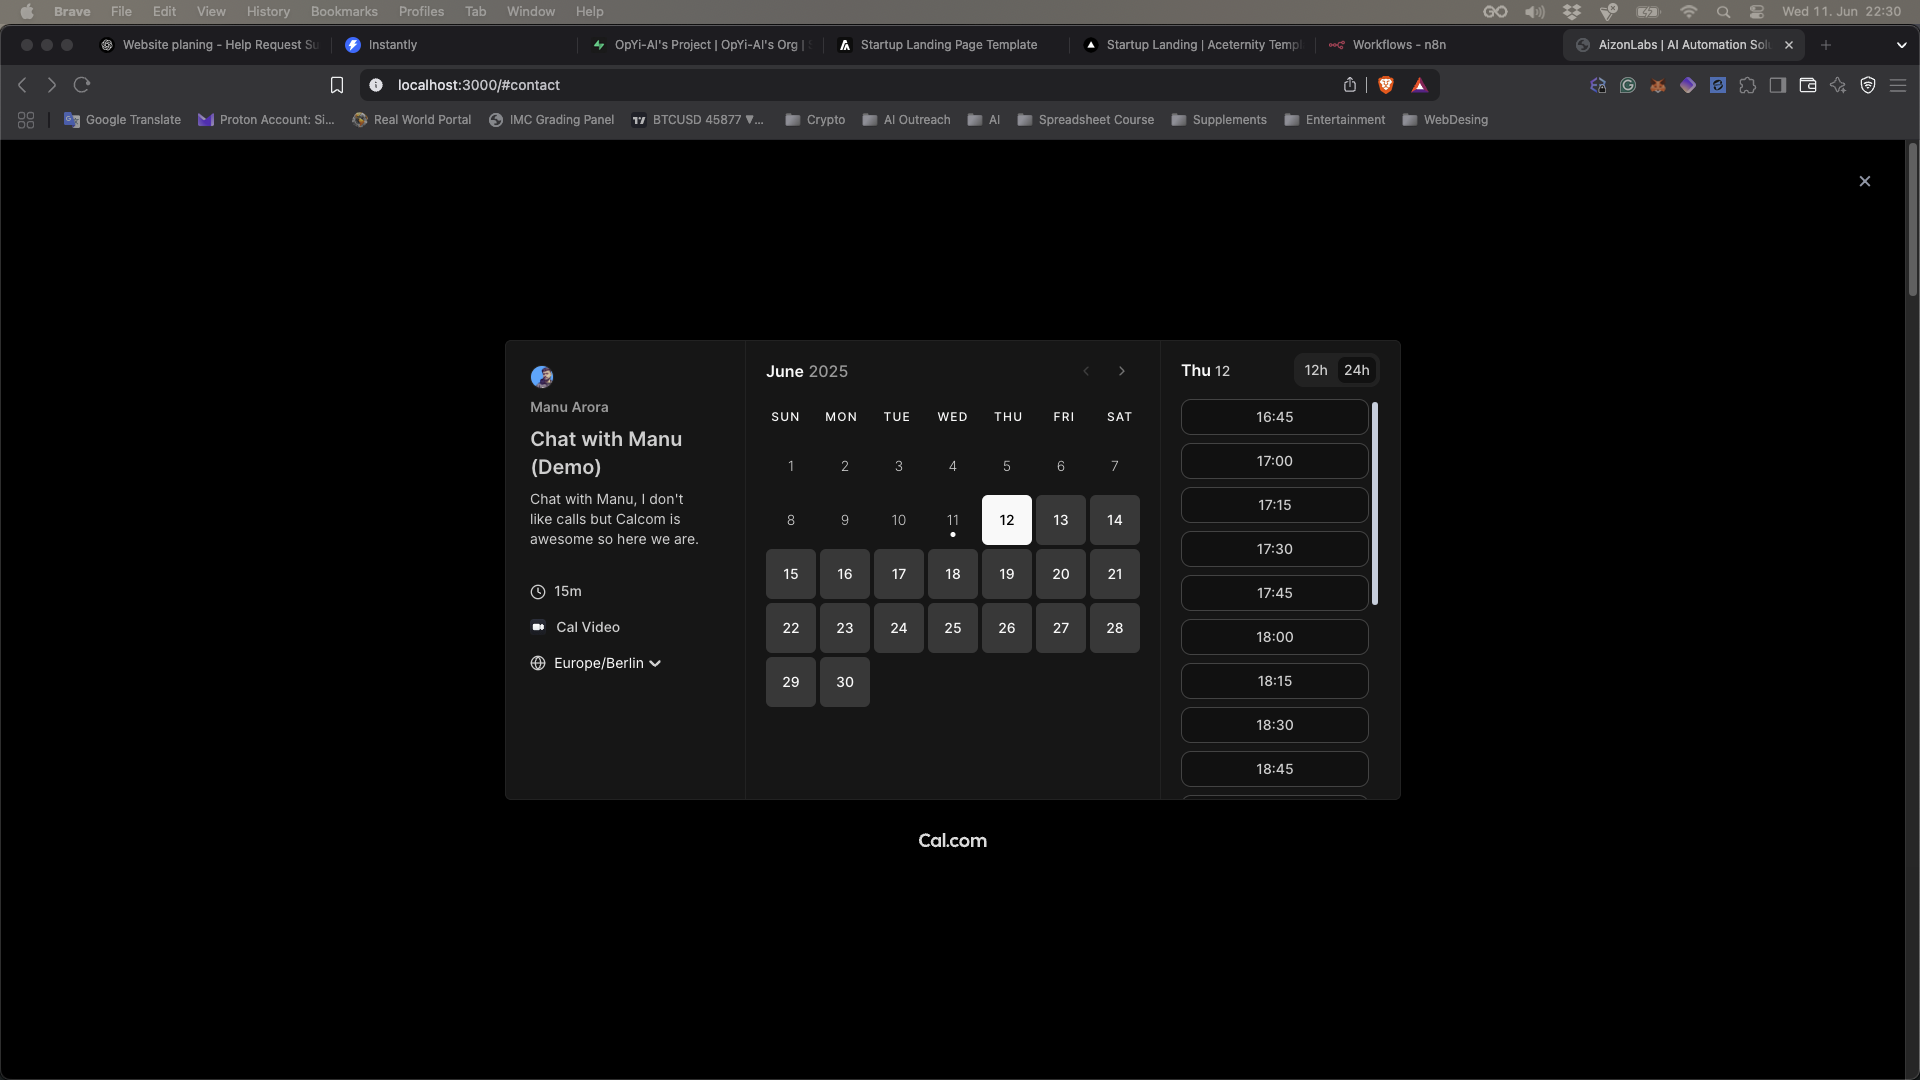 Brave File Edit View History Bookmarks Profiles Tab Window Help Wed 11. Jun 22:30
Website planing - Help Request Su Instantly OpYi-AI's Project | OpYi-AI's Org | Startup Landing Page Template Startup Landing | Aceternity Templ Workflows - n8n AizonLabs | AI Automation Solu
localhost:3000/#contact
Google Translate Proton Account: Si... Real World Portal IMC Grading Panel BTCUSD 45877 ▼... Crypto AI Outreach AI Spreadsheet Course Supplements Entertainment WebDesing
Manu Arora
Chat with Manu
(Demo)
Chat with Manu, I don't
like calls but Calcom is
awesome so here we are.
15m
Cal Video
Europe/Berlin
June 2025
SUN MON TUE WED THU FRI SAT
1 2 3 4 5 6 7
8 9 10 11 12 13 14
15 16 17 18 19 20 21
22 23 24 25 26 27 28
29 30
Thu 12 12h 24h
16:45
17:00
17:15
17:30
17:45
18:00
18:15
18:30
18:45
Cal.com